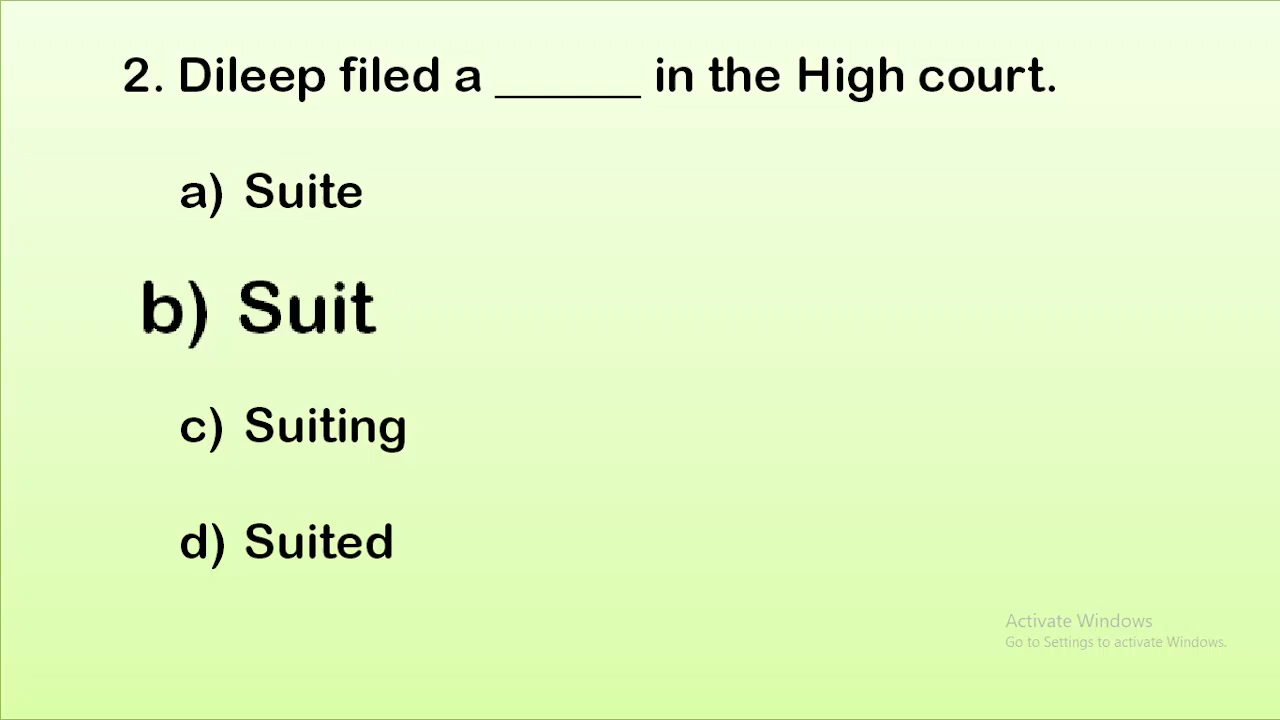 2. Dileep filed a ______ in the High court.
a) Suite
b) Suit
c) Suiting
d) Suited
Activate Windows
Go to Settings to activate Windows.